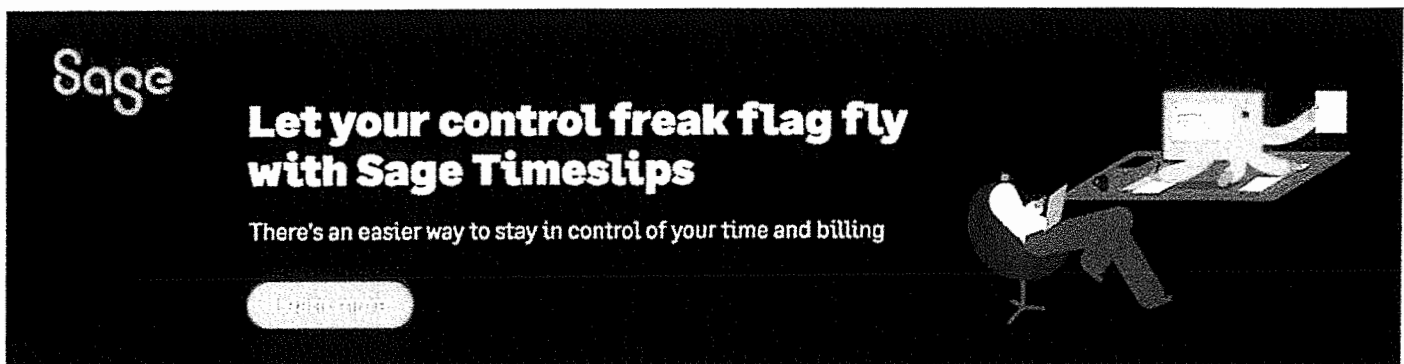 Sage
Let your control freak flag fly
with Sage Timeslips
There's an easier way to stay in control of your time and billing